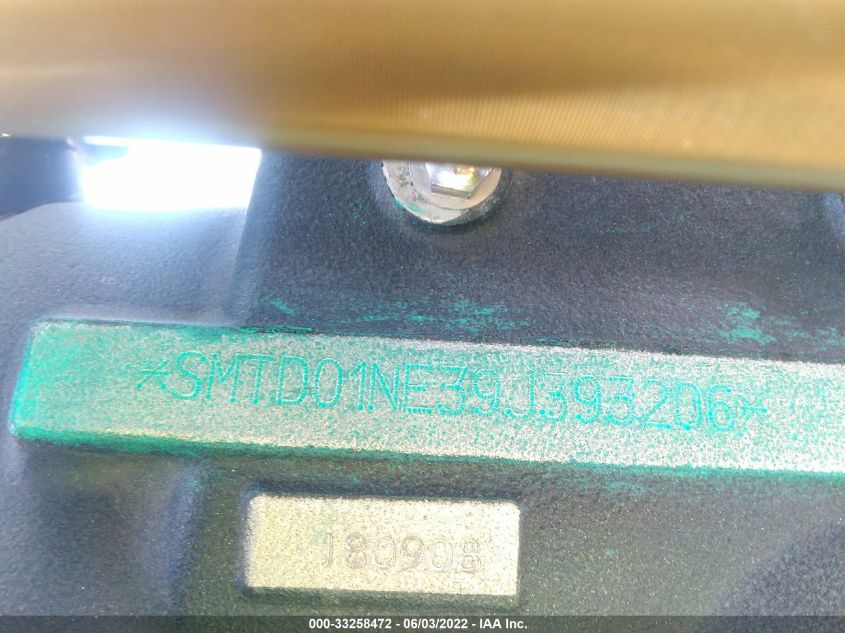 *SMTD01NE39J393206*
180908
000-33258472 - 06/03/2022 - IAA Inc.